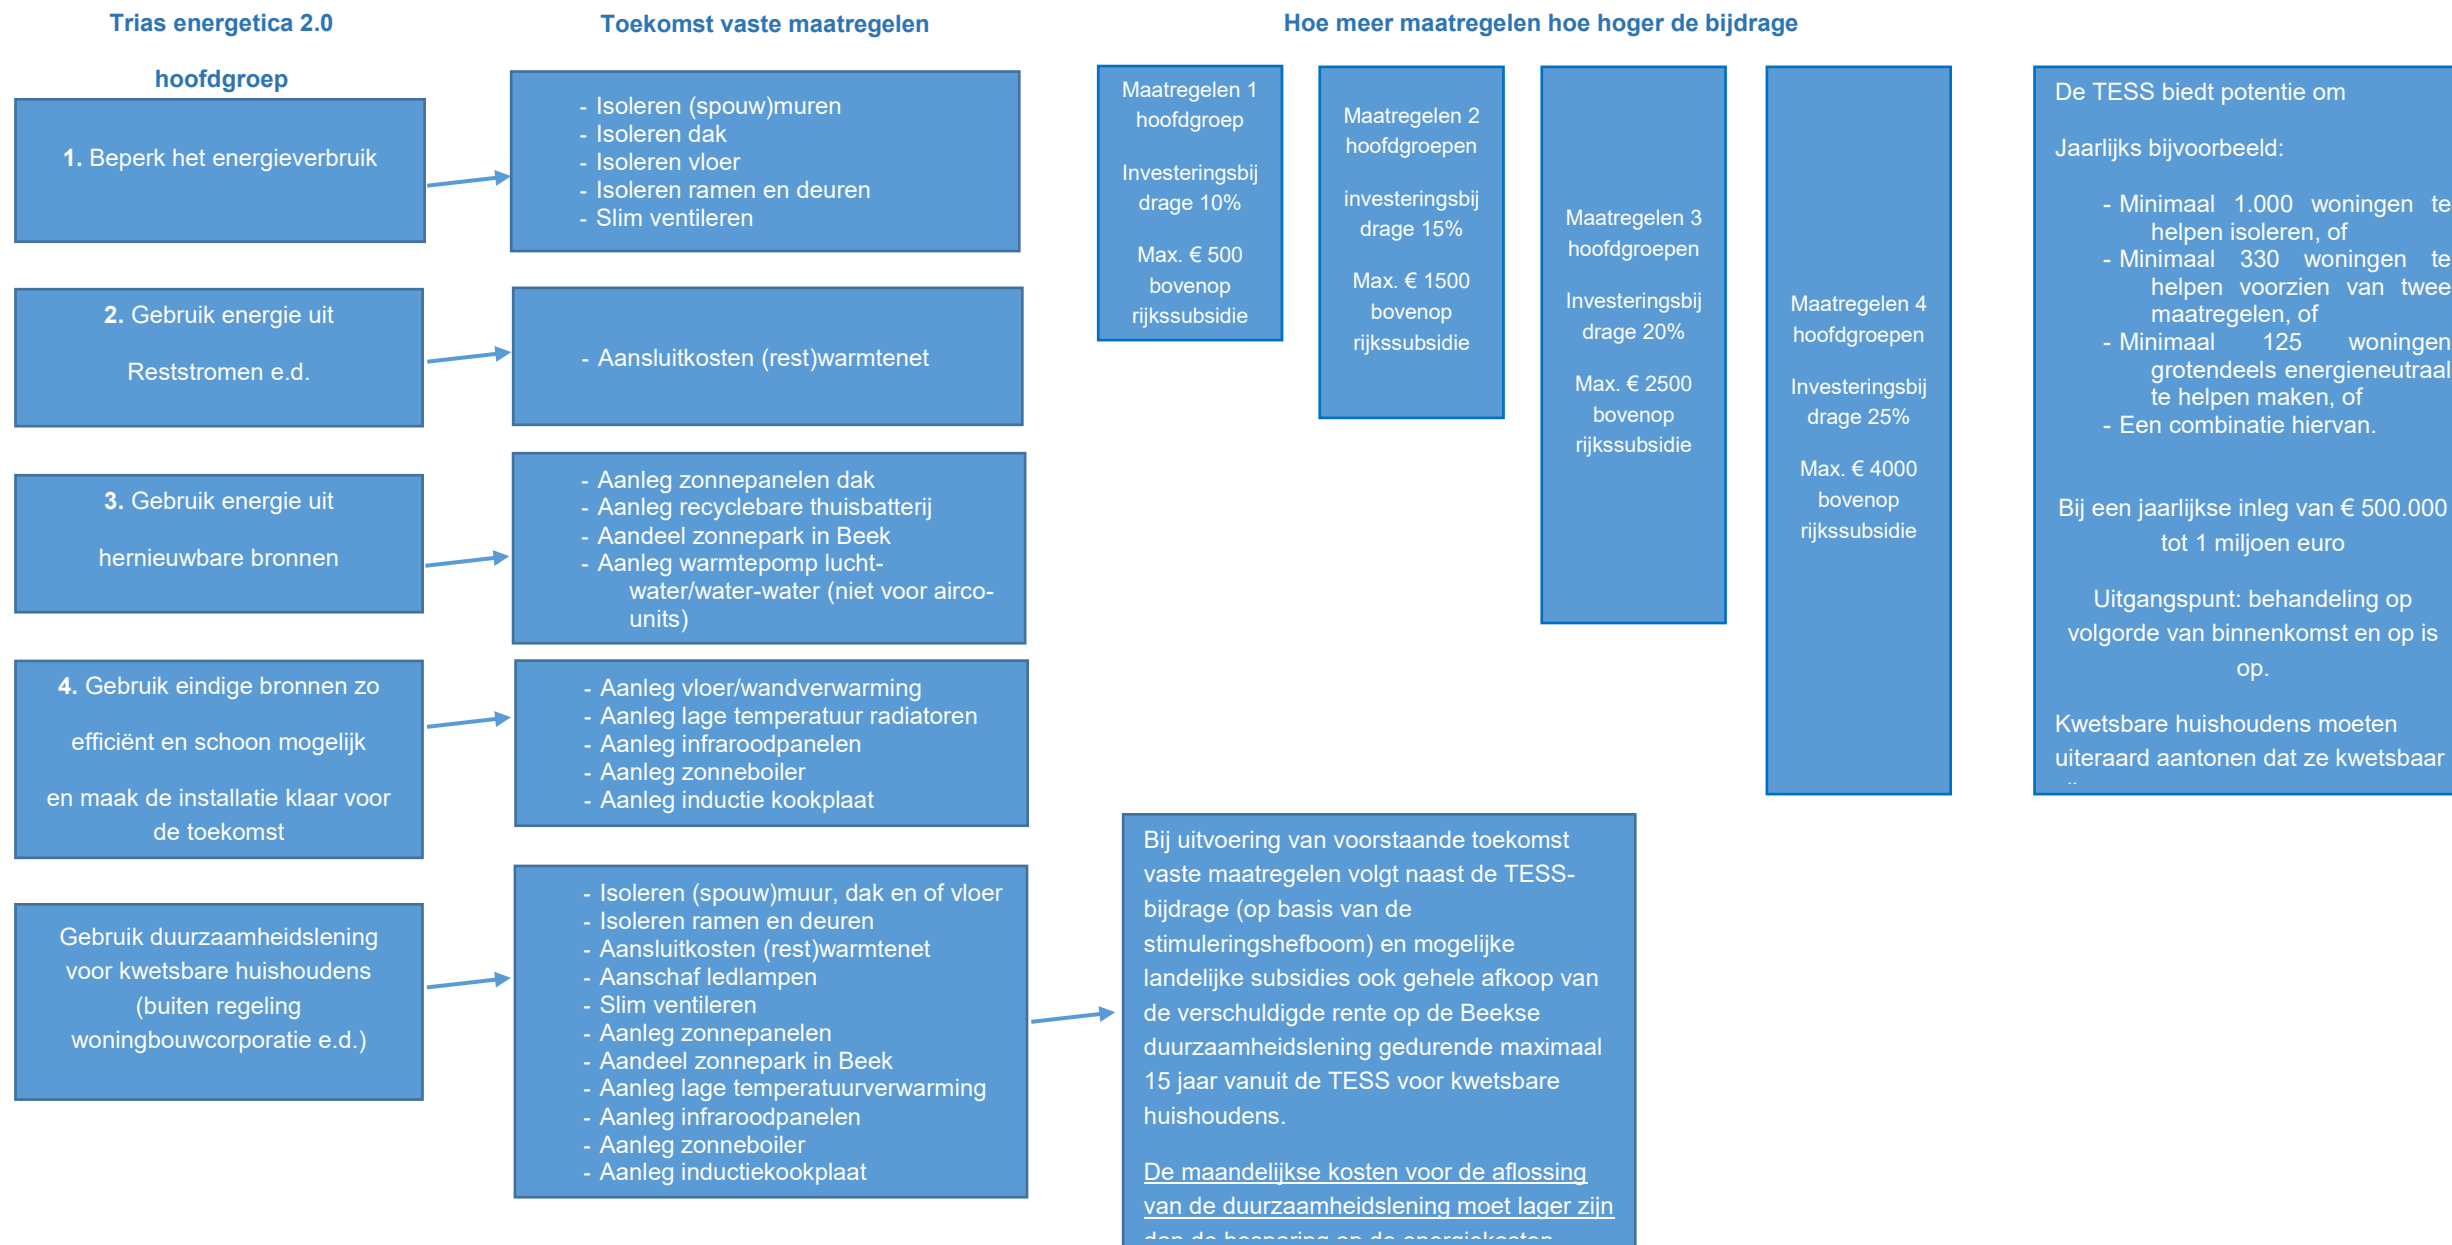 Trias energetica 2.0
hoofdgroep
Toekomst vaste maatregelen
Hoe meer maatregelen hoe hoger de bijdrage
1. Beperk het energieverbruik
- Isoleren (spouw)muren
- Isoleren dak
- Isoleren vloer
- Isoleren ramen en deuren
- Slim ventileren
2. Gebruik energie uit
Reststromen e.d.
- Aansluitkosten (rest)warmtenet
3. Gebruik energie uit
hernieuwbare bronnen
- Aanleg zonnepanelen dak
- Aanleg recyclebare thuisbatterij
- Aandeel zonnepark in Beek
- Aanleg warmtepomp lucht-
water/water-water (niet voor airco-
units)
4. Gebruik eindige bronnen zo
efficiënt en schoon mogelijk
en maak de installatie klaar voor
de toekomst
- Aanleg vloer/wandverwarming
- Aanleg lage temperatuur radiatoren
- Aanleg infraroodpanelen
- Aanleg zonneboiler
- Aanleg inductie kookplaat
Gebruik duurzaamheidslening
voor kwetsbare huishoudens
(buiten regeling
woningbouwcorporatie e.d.)
- Isoleren (spouw)muur, dak en of vloer
- Isoleren ramen en deuren
- Aansluitkosten (rest)warmtenet
- Aanschaf ledlampen
- Slim ventileren
- Aanleg zonnepanelen
- Aandeel zonnepark in Beek
- Aanleg lage temperatuurverwarming
- Aanleg infraroodpanelen
- Aanleg zonneboiler
- Aanleg inductiekookplaat
Maatregelen 1
hoofdgroep
Investeringsbij
drage 10%
Max. € 500
bovenop
rijkssubsidie
Maatregelen 2
hoofdgroepen
investeringsbij
drage 15%
Max. € 1500
bovenop
rijkssubsidie
Maatregelen 3
hoofdgroepen
Investeringsbij
drage 20%
Max. € 2500
bovenop
rijkssubsidie
Maatregelen 4
hoofdgroepen
Investeringsbij
drage 25%
Max. € 4000
bovenop
rijkssubsidie
De TESS biedt potentie om
Jaarlijks bijvoorbeeld:
- Minimaal 1.000 woningen te
helpen isoleren, of
- Minimaal 330 woningen te
helpen voorzien van twee
maatregelen, of
- Minimaal 125 woningen
grotendeels energieneutraal
te helpen maken, of
- Een combinatie hiervan.
Bij een jaarlijkse inleg van € 500.000
tot 1 miljoen euro
Uitgangspunt: behandeling op
volgorde van binnenkomst en op is
op.
Kwetsbare huishoudens moeten
uiteraard aantonen dat ze kwetsbaar
Bij uitvoering van voorstaande toekomst
vaste maatregelen volgt naast de TESS-
bijdrage (op basis van de
stimuleringshefboom) en mogelijke
landelijke subsidies ook gehele afkoop van
de verschuldigde rente op de Beekse
duurzaamheidslening gedurende maximaal
15 jaar vanuit de TESS voor kwetsbare
huishoudens.
De maandelijkse kosten voor de aflossing
van de duurzaamheidslening moet lager zijn
dan de besparing op de energiekosten